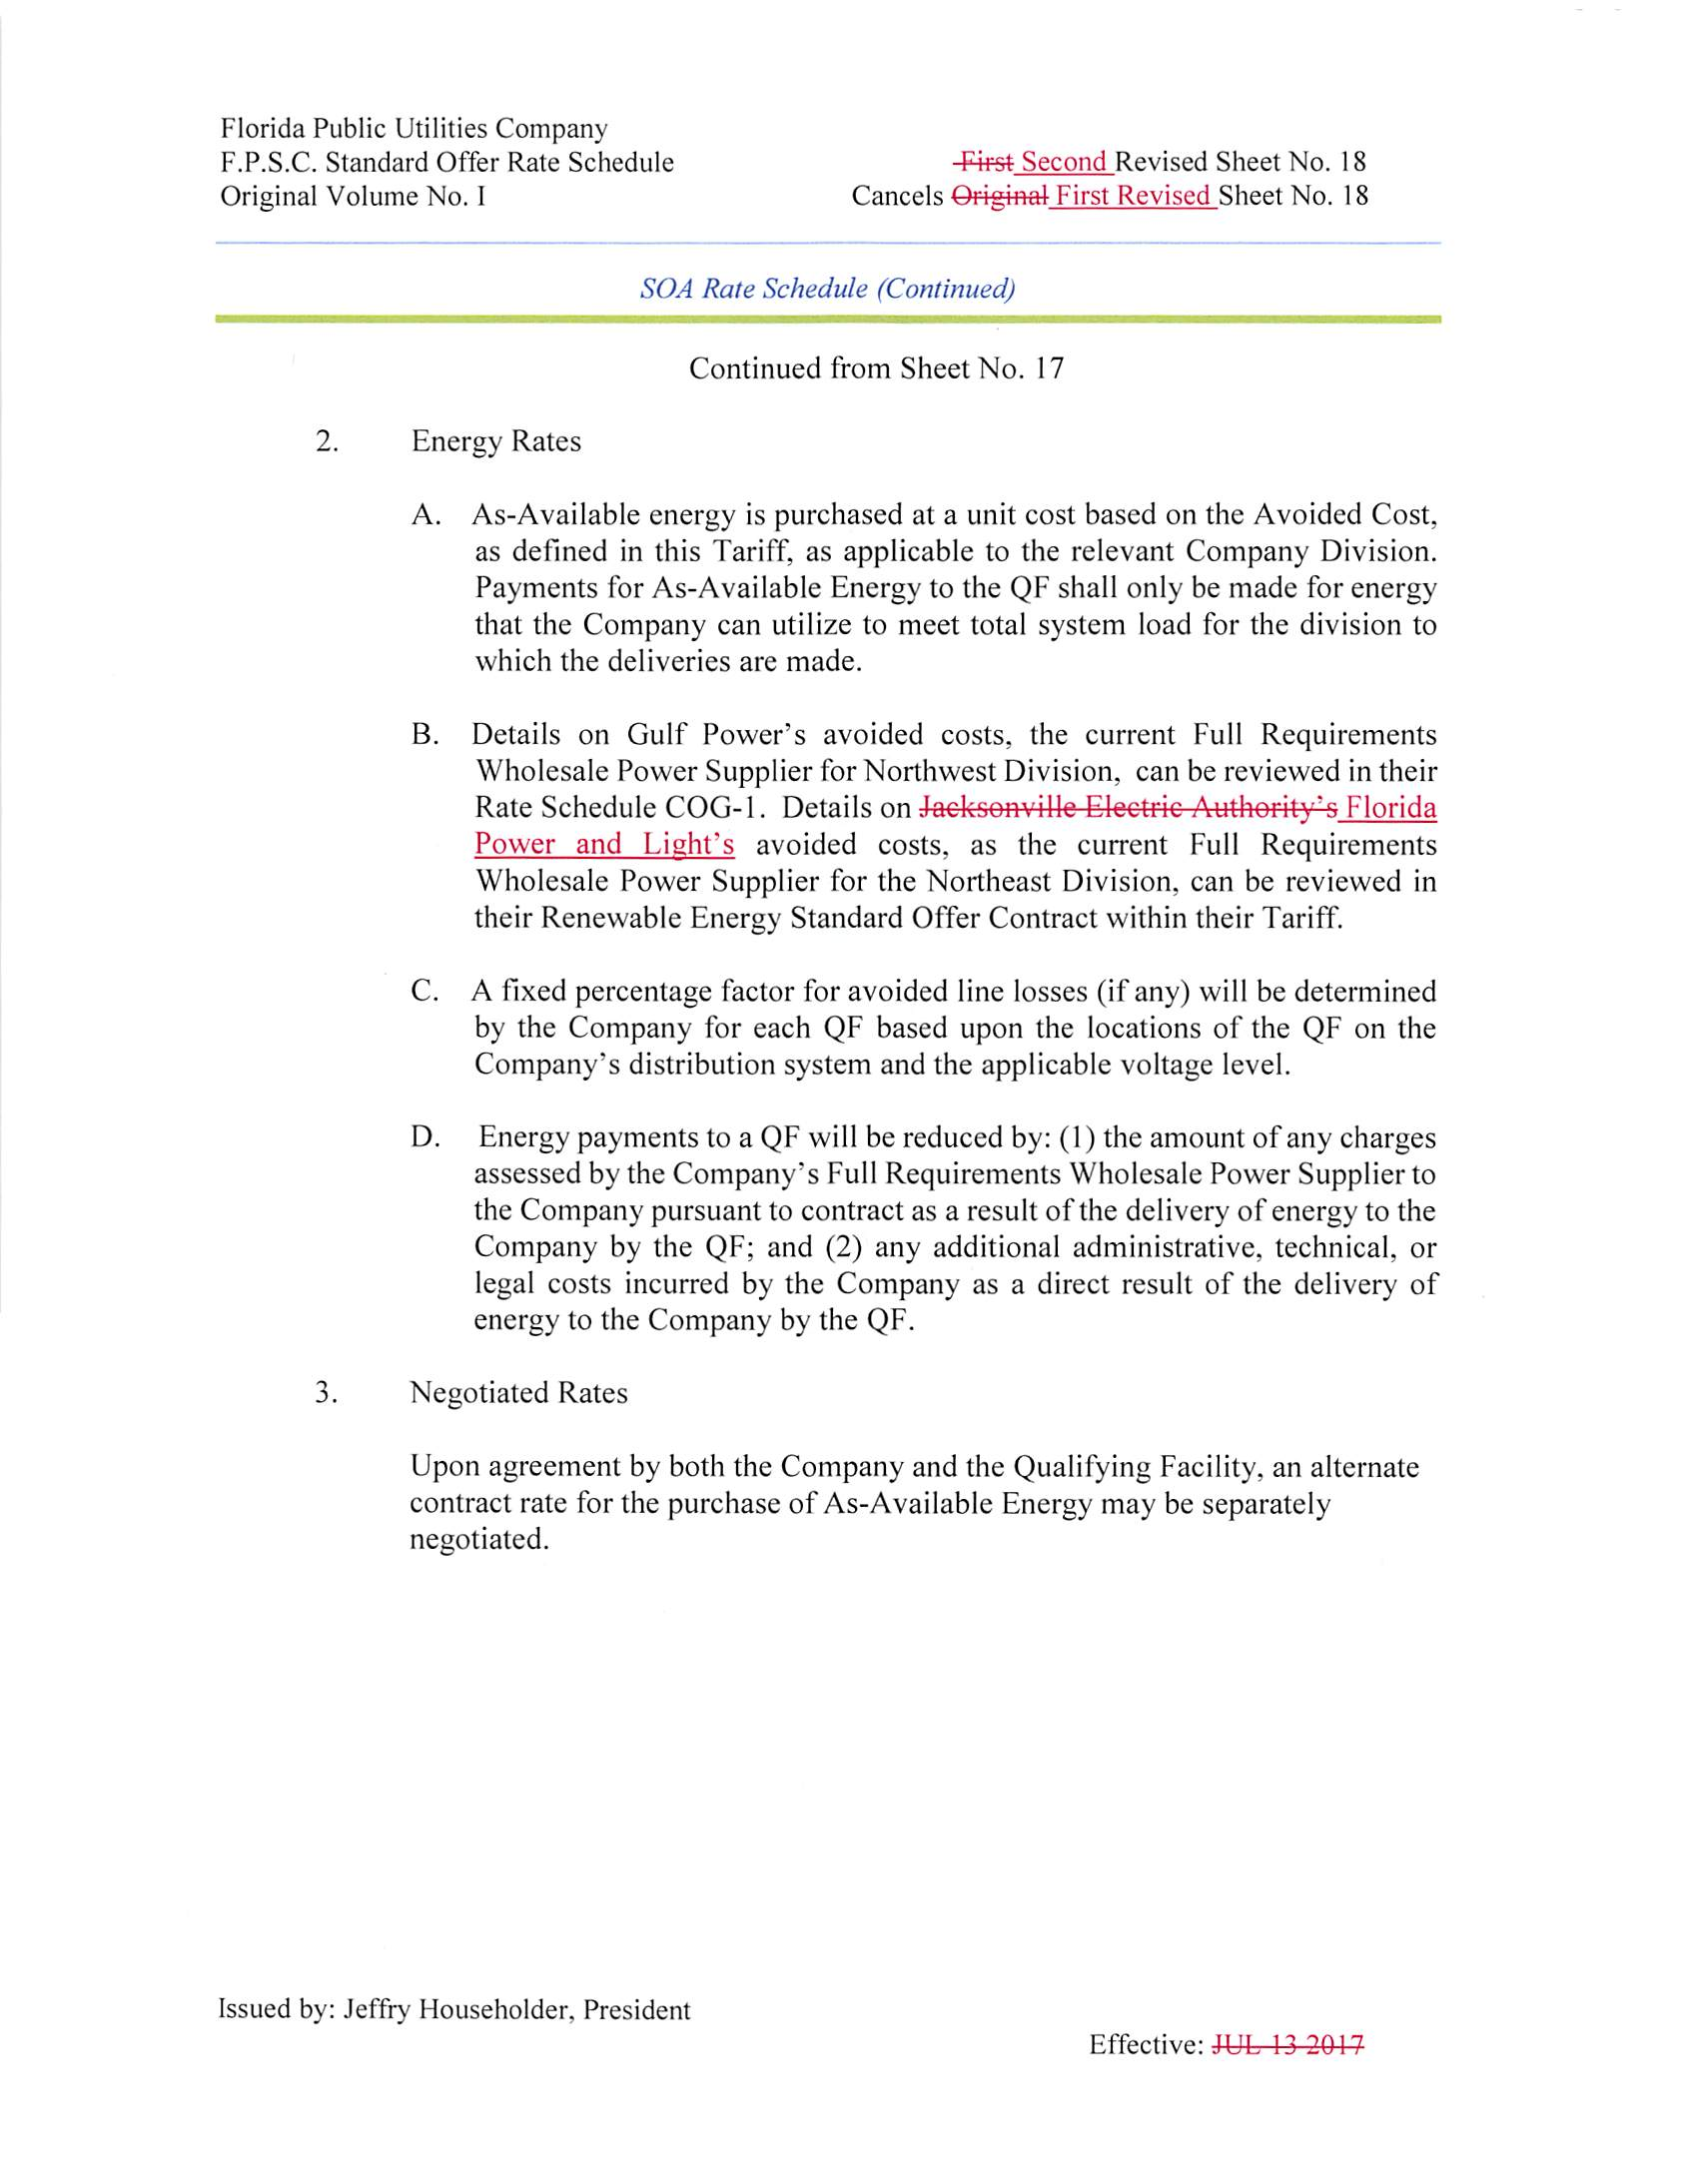 Florida Public Utilities Company
F.P.S.C. Standard Offer Rate Schedule
First Second Revised Sheet No. 18
Original Volume No. I
Cancels Original First Revised Sheet No. 18
SOA Rate Schedule (Continued)
Continued from Sheet No. 17
2. Energy Rates
A. As-Available energy is purchased at a unit cost based on the Avoided Cost,
as defined in this Tariff, as applicable to the relevant Company Division.
Payments for As-Available Energy to the QF shall only be made for energy
that the Company can utilize to meet total system load for the division to
which the deliveries are made.
B. Details on Gulf Power's avoided costs, the current Full Requirements
Wholesale Power Supplier for Northwest Division, can be reviewed in their
Rate Schedule COG-1. Details on Jacksonville Electric Authority's Florida
Power and Light's avoided costs, as the current Full Requirements
Wholesale Power Supplier for the Northeast Division, can be reviewed in
their Renewable Energy Standard Offer Contract within their Tariff.
C. A fixed percentage factor for avoided line losses (if any) will be determined
by the Company for each QF based upon the locations of the QF on the
Company's distribution system and the applicable voltage level.
D. Energy payments to a QF will be reduced by: (1) the amount of any charges
assessed by the Company's Full Requirements Wholesale Power Supplier to
the Company pursuant to contract as a result of the delivery of energy to the
Company by the QF; and (2) any additional administrative, technical, or
legal costs incurred by the Company as a direct result of the delivery of
energy to the Company by the QF.
3. Negotiated Rates
Upon agreement by both the Company and the Qualifying Facility, an alternate
contract rate for the purchase of As-Available Energy may be separately
negotiated.
Issued by: Jeffry Householder, President
Effective: JUL 13 2017